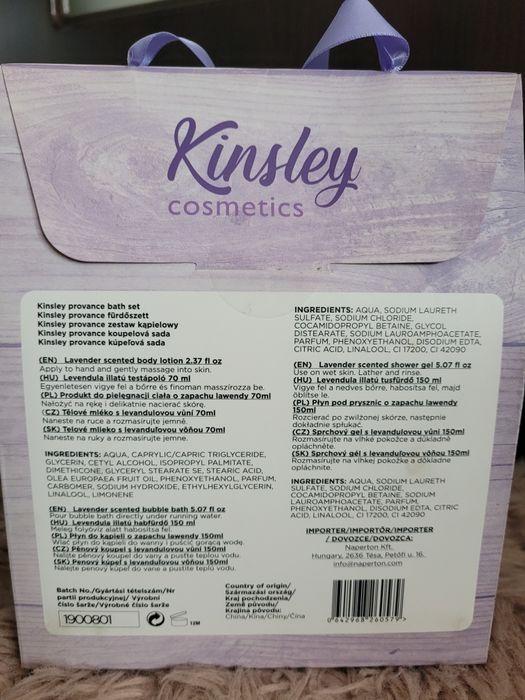 Kinsley
cosmetics
Kinsley provance bath set
Kinsley provance fürdőszett
Kinsley provance zestaw kąpielowy
Kinsley provance koupelová sada
Kinsley provance kúpeľová sada
(EN) Lavender scented body lotion 2.37 fl oz
Apply to hand and gently massage into skin.
(HU) Levendula illatú testápoló 70 ml
Egyenletesen vigye fel a bőrre és finoman masszírozza be.
(PL) Produkt do pielęgnacji ciała o zapachu lawendy 70ml
Nałożyć na rękę i delikatnie nacierać skórę.
(CZ) Tělové mléko s levandulovou vůní 70ml
Naneste na ruce a rozmasírujte jemně.
(SK) Telové mlieko s levanduľovou vôňou 70ml
Naneste na ruky a rozmasírujte jemne.
INGREDIENTS: AQUA, CAPRYLIC/CAPRIC TRIGLYCERIDE,
GLYCERIN, CETYL ALCOHOL, ISOPROPYL PALMITATE,
DIMETHICONE, GLYCERYL STEARATE SE, STEARIC ACID,
OLEA EUROPAEA FRUIT OIL, PHENOXYETHANOL, PARFUM,
CARBOMER, SODIUM HYDROXIDE, ETHYLHEXYLGLYCERIN,
LINALOOL, LIMONENE
(EN) Lavender scented bubble bath 5.07 fl oz
Pour bubble bath directly under running water.
(HU) Levendula illatú habfürdő 150 ml
Meleg folyóvíz alatt habosítsa fel.
(PL) Płyn do kąpieli o zapachu lawendy 150ml
Wlać płyn do kąpieli do wanny i puścić gorącą wodę.
(CZ) Pěnový koupel s levandulovou vůní 150ml
Nalijte pěnový koupel do vany a pusťte teplou vodu.
(SK) Penový kúpeľ s levanduľovou vôňou 150ml
Nalejte penový kúpeľ do vane a pustite teplú vodu.
INGREDIENTS: AQUA, SODIUM LAURETH
SULFATE, SODIUM CHLORIDE,
COCAMIDOPROPYL BETAINE, GLYCOL
DISTEARATE, SODIUM LAUROAMPHOACETATE,
PARFUM, PHENOXYETHANOL, DISODIUM EDTA,
CITRIC ACID, LINALOOL, CI 17200, CI 42090
(EN) Lavender scented shower gel 5.07 fl oz
Use on wet skin. Lather and rinse.
(HU) Levendula illatú tusfürdő 150 ml
Vigye fel a nedves bőrre, habosítsa fel, majd
öblítse le.
(PL) Płyn pod prysznic o zapachu lawendy
150ml
Rozcierać po zwilżonej skórze, następnie
dokładnie spłukać.
(CZ) Sprchový gel s levandulovou vůní 150ml
Rozmasírujte na vlhké pokožce a důkladně
opláchněte.
(SK) Sprchový gél s levanduľovou vôňou 150ml
Rozmasírujte na vlhkej pokožke a dôkladne
opláchnite.
INGREDIENTS: AQUA, SODIUM LAURETH
SULFATE, SODIUM CHLORIDE,
COCAMIDOPROPYL BETAINE, SODIUM
LAUROAMPHOACETATE, PARFUM,
PHENOXYETHANOL, DISODIUM EDTA, CITRIC
ACID, LINALOOL, CI 17200, CI 42090
IMPORTER/IMPORTŐR/IMPORTER
/ DOVOZCE/DOVOZCA:
Naperton Kft.
Hungary, 2636 Tésa, Petőfi u. 16.
info@naperton.com
Batch No./Gyártási tételszám/Nr
partii produkcyjnej/ Výrobní
číslo šarže/Výrobné číslo šarže
1900801
12M
Country of origin/
Származási ország/
Kraj pochodzenia/
Země původu/
Krajina pôvodu:
China/Kína/Chiny/Čína
0 642968 260579